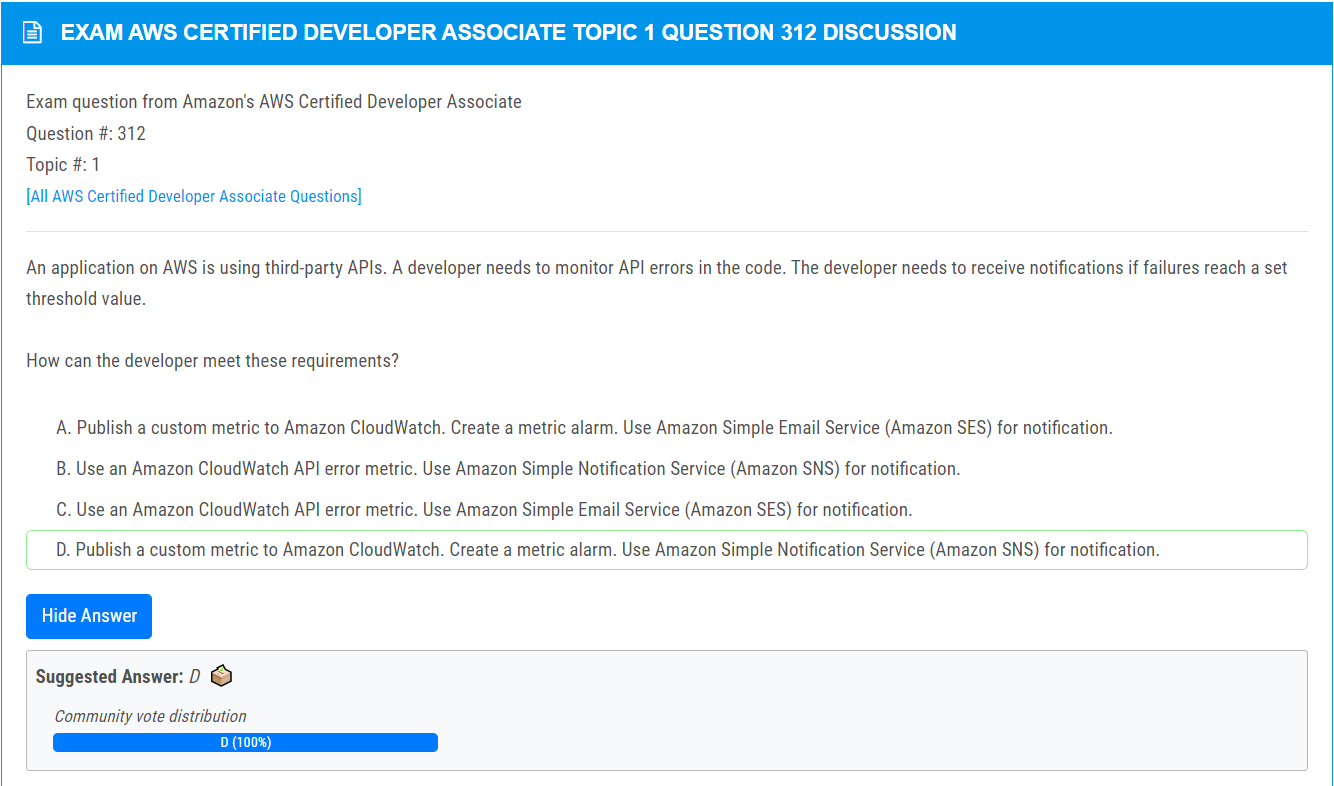 EXAM AWS CERTIFIED DEVELOPER ASSOCIATE TOPIC 1 QUESTION 312 DISCUSSION
Exam question from Amazon's AWS Certified Developer Associate
Question #: 312
Topic #: 1
[All AWS Certified Developer Associate Questions]
An application on AWS is using third-party APIs. A developer needs to monitor API errors in the code. The developer needs to receive notifications if failures reach a set
threshold value.
How can the developer meet these requirements?
A. Publish a custom metric to Amazon CloudWatch. Create a metric alarm. Use Amazon Simple Email Service (Amazon SES) for notification.
B. Use an Amazon CloudWatch API error metric. Use Amazon Simple Notification Service (Amazon SNS) for notification.
C. Use an Amazon CloudWatch API error metric. Use Amazon Simple Email Service (Amazon SES) for notification.
D. Publish a custom metric to Amazon CloudWatch. Create a metric alarm. Use Amazon Simple Notification Service (Amazon SNS) for notification.
Hide Answer
Suggested Answer: D
Community vote distribution
D (100%)